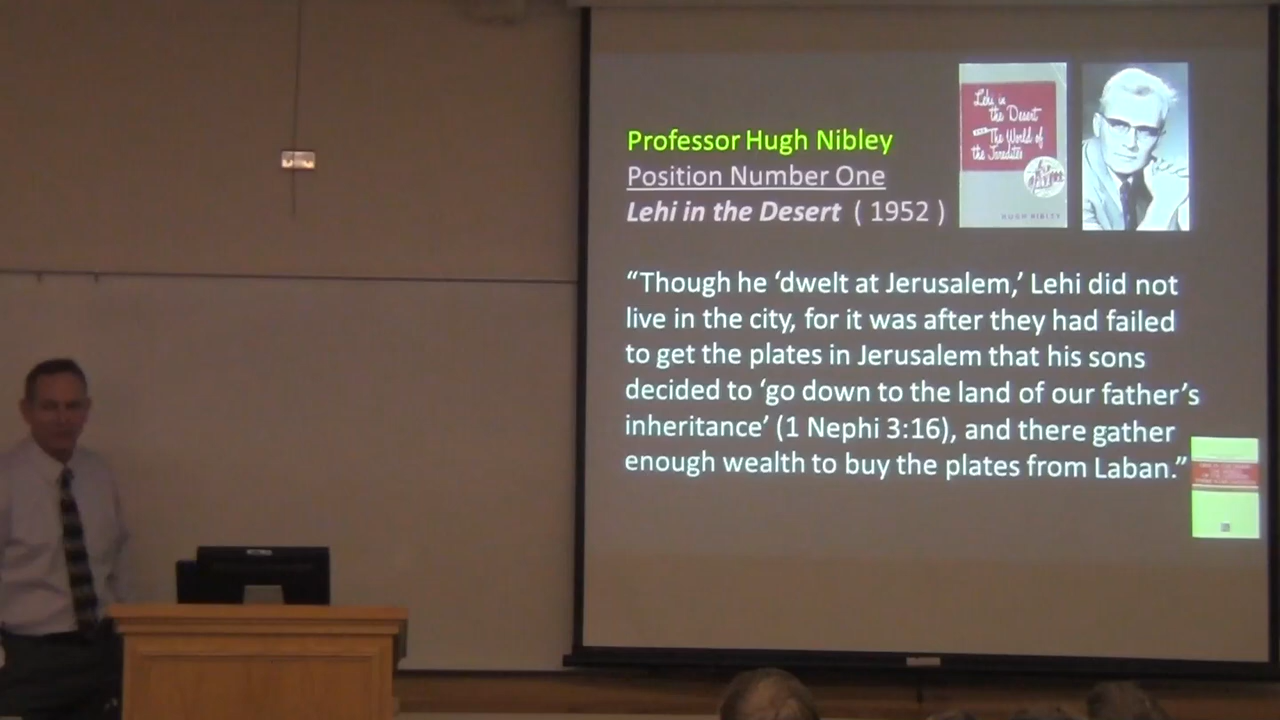 Professor Hugh Nibley
Position Number One
Lehi in the Desert ( 1952 )
Lehi in
the Desert
AND The World of
the Jaredites
HUGH NIBLEY
“Though he ‘dwelt at Jerusalem,’ Lehi did not
live in the city, for it was after they had failed
to get the plates in Jerusalem that his sons
decided to ‘go down to the land of our father’s
inheritance’ (1 Nephi 3:16), and there gather
enough wealth to buy the plates from Laban.”